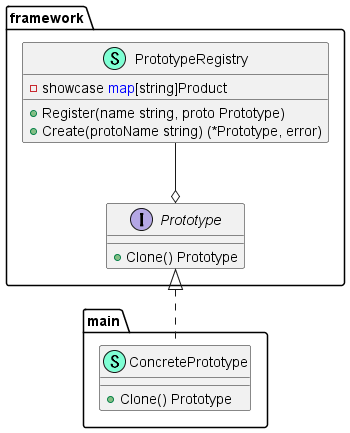 framework
S PrototypeRegistry
showcase map[string]Product
Register(name string, proto Prototype)
Create(protoName string) (*Prototype, error)
I Prototype
Clone() Prototype
main
S ConcretePrototype
Clone() Prototype